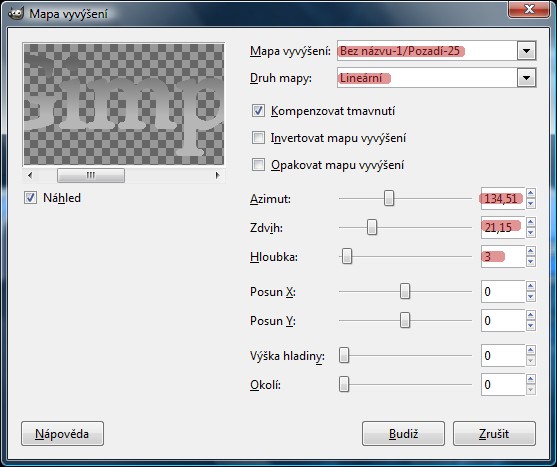 Mapa vyvýšení
Simp
Náhled
Mapa vyvýšení: Bez názvu-1/Pozadí-25
Druh mapy: Lineární
Kompenzovat tmavnutí
Invertovat mapu vyvýšení
Opakovat mapu vyvýšení
Azimut: 134,51
Zdvih: 21,15
Hloubka: 3
Posun X: 0
Posun Y: 0
Výška hladiny: 0
Okolí: 0
Nápověda Budiž Zrušit